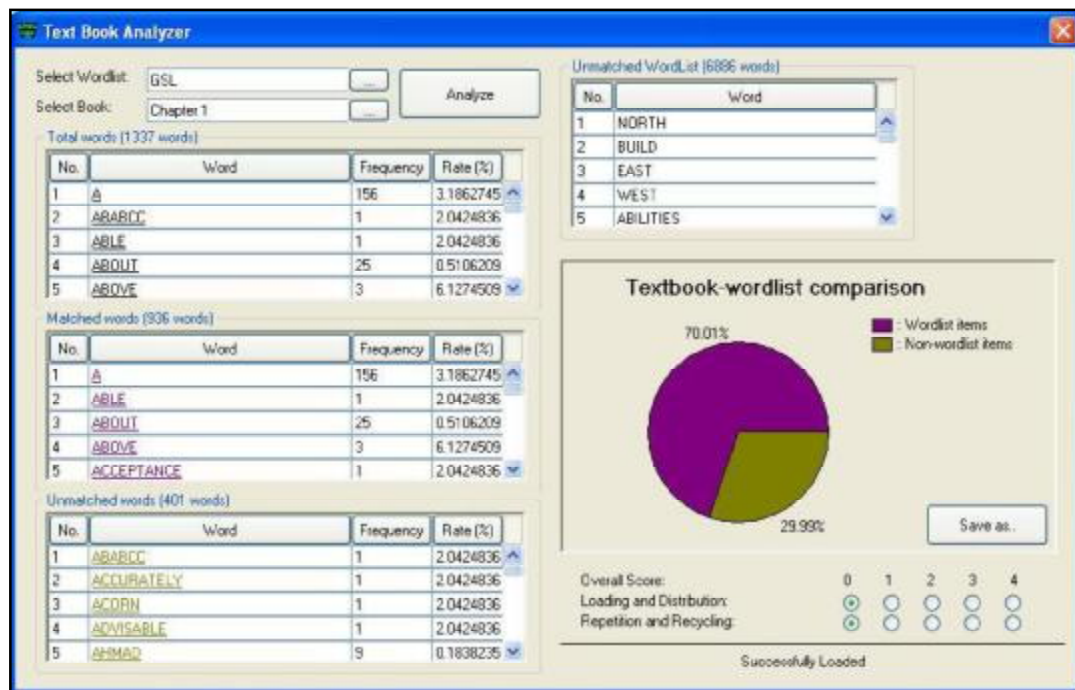 Text Book Analyzer
Select Wordlist: GSL ...
Select Book: Chapter 1 ...
Analyze
Total words (1337 words)
No. Word Frequency Rate (%)
1 A 156 3.1862745
2 ABABCC 1 2.0424836
3 ABLE 1 2.0424836
4 ABOUT 25 0.5106209
5 ABOVE 3 6.1274509
Matched words (936 words)
No. Word Frequency Rate (%)
1 A 156 3.1862745
2 ABLE 1 2.0424836
3 ABOUT 25 0.5106209
4 ABOVE 3 6.1274509
5 ACCEPTANCE 1 2.0424836
Unmatched words (401 words)
No. Word Frequency Rate (%)
1 ABABCC 1 2.0424836
2 ACCURATELY 1 2.0424836
3 ACORN 1 2.0424836
4 ADVISABLE 1 2.0424836
5 AHMAD 9 0.1838235
Unmatched WordList (6886 words)
No. Word
1 NORTH
2 BUILD
3 EAST
4 WEST
5 ABILITIES
Textbook-wordlist comparison
70.01%
: Wordlist items
: Non-wordlist items
29.99%
Save as..
Overall Score: 0 1 2 3 4
Loading and Distribution:
Repetition and Recycling:
Successfully Loaded